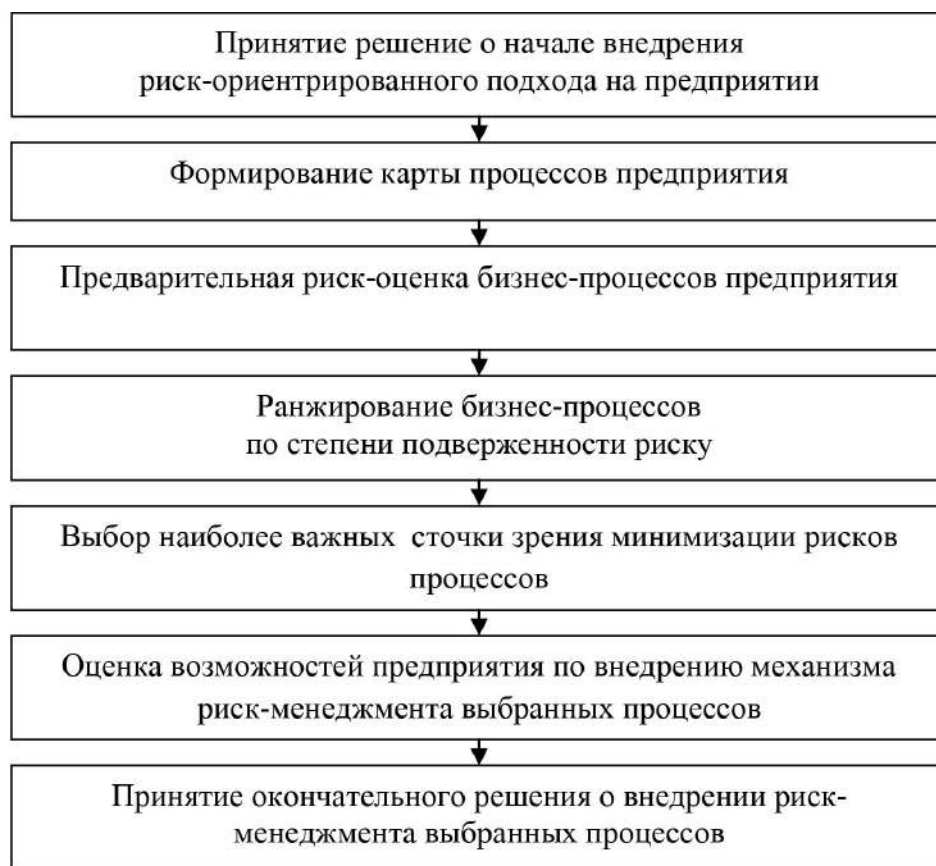 Принятие решение о начале внедрения
риск-ориентрированного подхода на предприятии
Формирование карты процессов предприятия
Предварительная риск-оценка бизнес-процессов предприятия
Ранжирование бизнес-процессов
по степени подверженности риску
Выбор наиболее важных сточки зрения минимизации рисков
процессов
Оценка возможностей предприятия по внедрению механизма
риск-менеджмента выбранных процессов
Принятие окончательного решения о внедрении риск-
менеджмента выбранных процессов